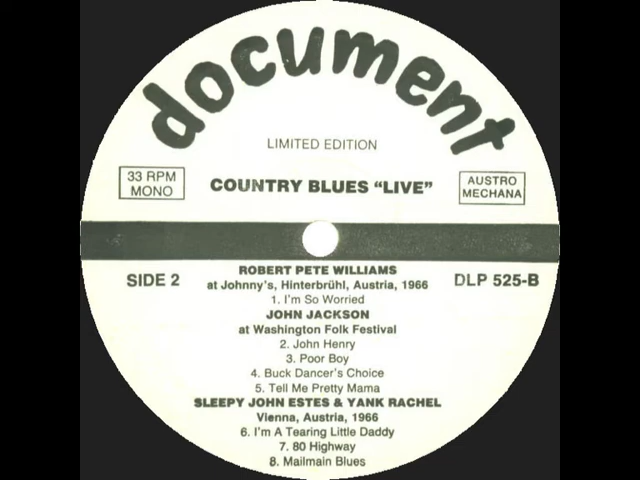 document
LIMITED EDITION
33 RPM
MONO
COUNTRY BLUES “LIVE”
AUSTRO
MECHANA
SIDE 2
DLP 525-B
ROBERT PETE WILLIAMS
at Johnny's, Hinterbrühl, Austria, 1966
1. I'm So Worried
JOHN JACKSON
at Washington Folk Festival
2. John Henry
3. Poor Boy
4. Buck Dancer's Choice
5. Tell Me Pretty Mama
SLEEPY JOHN ESTES & YANK RACHEL
Vienna, Austria, 1966
6. I'm A Tearing Little Daddy
7. 80 Highway
8. Mailmain Blues